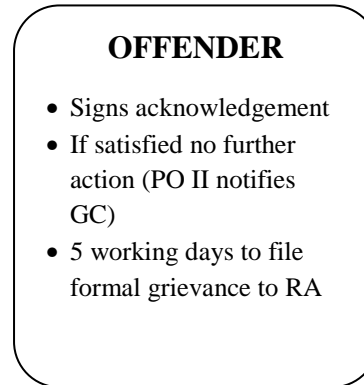 OFFENDER
• Signs acknowledgement
• If satisfied no further
action (PO II notifies
GC)
• 5 working days to file
formal grievance to RA